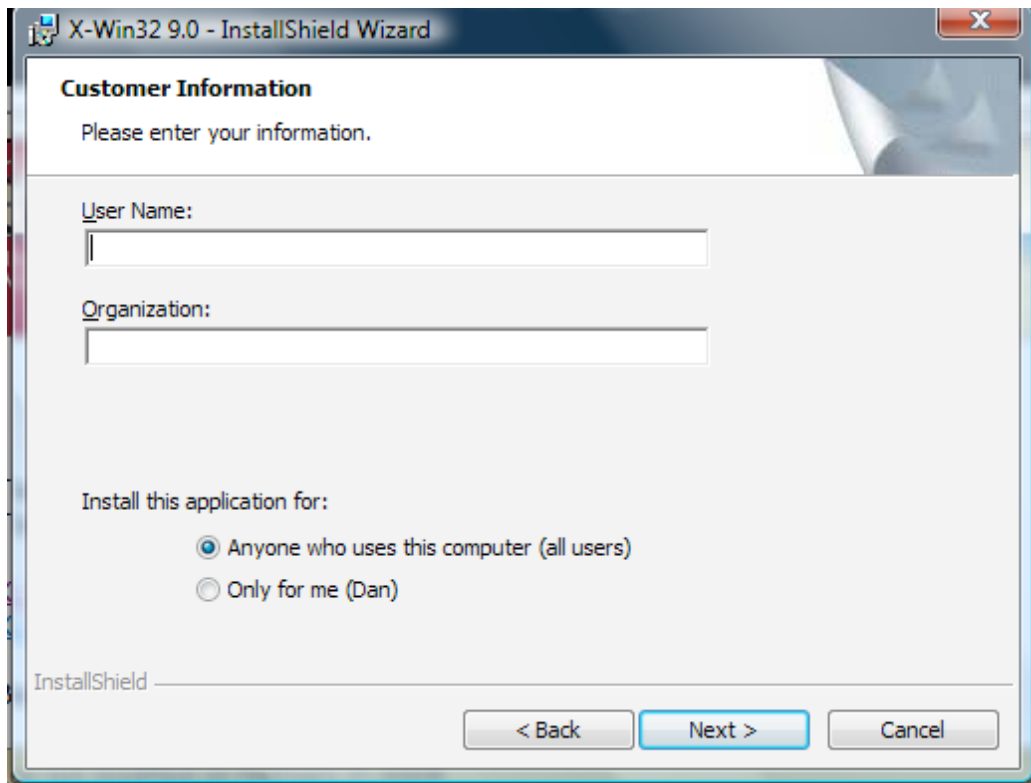 X-Win32 9.0 - InstallShield Wizard
Customer Information
Please enter your information.
User Name:
Organization:
Install this application for:
Anyone who uses this computer (all users)
Only for me (Dan)
InstallShield
< Back Next > Cancel